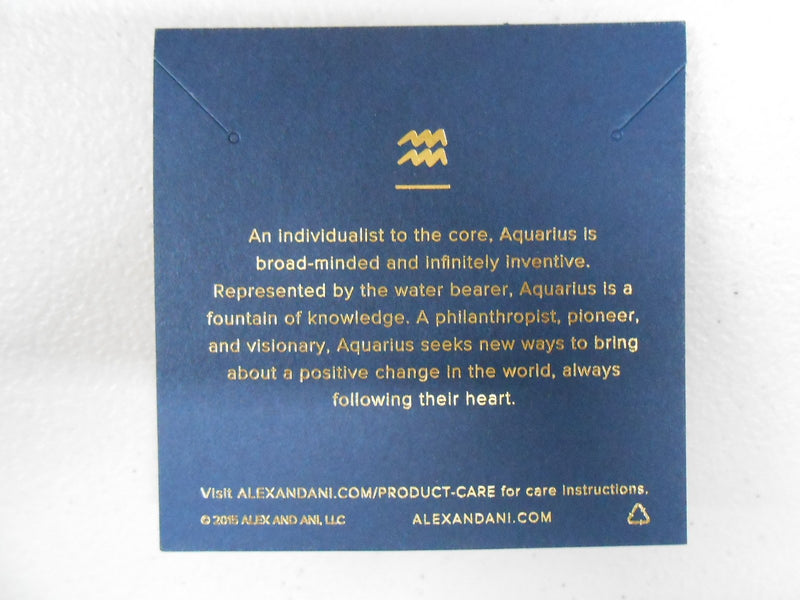 An individualist to the core, Aquarius is
broad-minded and infinitely inventive.
Represented by the water bearer, Aquarius is a
fountain of knowledge. A philanthropist, pioneer,
and visionary, Aquarius seeks new ways to bring
about a positive change in the world, always
following their heart.
Visit ALEXANDANI.COM/PRODUCT-CARE for care instructions.
© 2015 ALEX AND ANI, LLC ALEXANDANI.COM